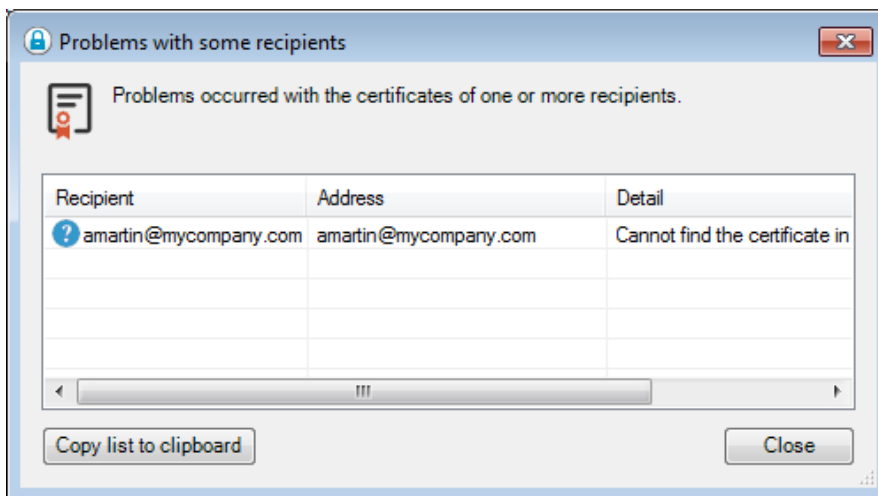 Problems with some recipients
Problems occurred with the certificates of one or more recipients.
Recipient Address Detail
amartin@mycompany.com amartin@mycompany.com Cannot find the certificate in
Copy list to clipboard Close